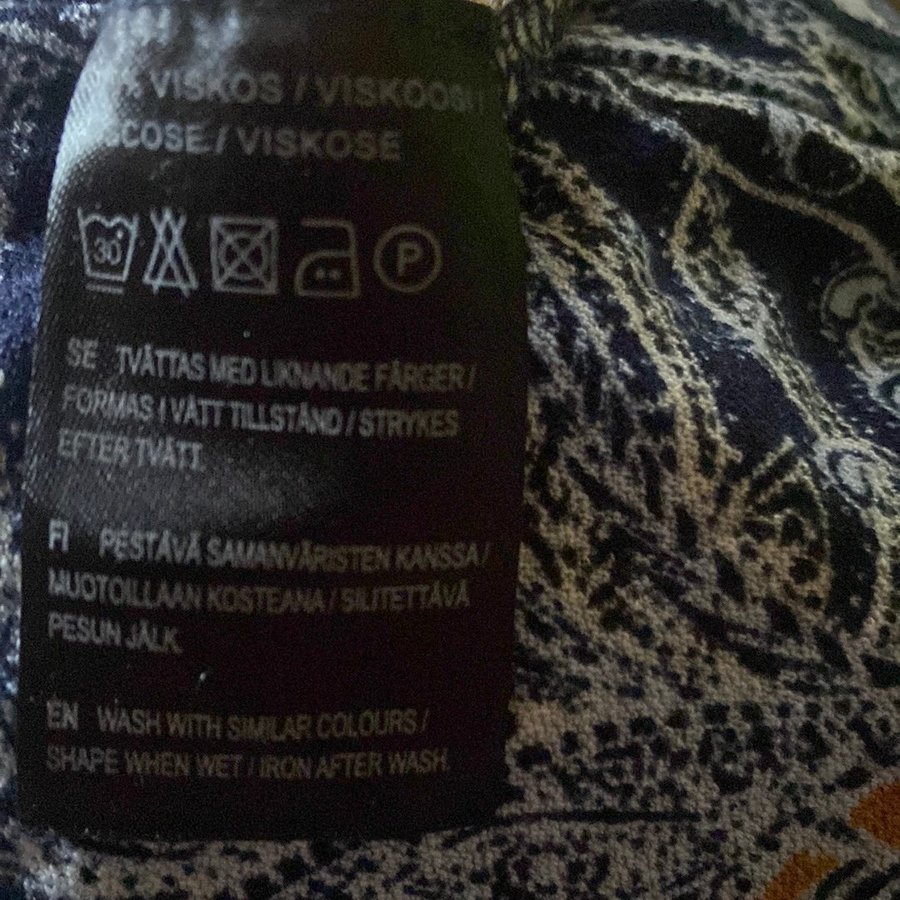 % VISKOS / VISKOOSI
VISKOSE
30 P
SE TVÄTTAS MED LIKNANDE FÄRGER /
FORMAS I VÅTT TILLSTÅND / STRYKES
EFTER TVÄTT.
FI PESTÄVÄ SAMANVÄRISTEN KANSSA /
MUOTOILLAAN KOSTEANA / SILITETTÄVÄ
PESUN JÄLK.
EN WASH WITH SIMILAR COLOURS /
SHAPE WHEN WET / IRON AFTER WASH.